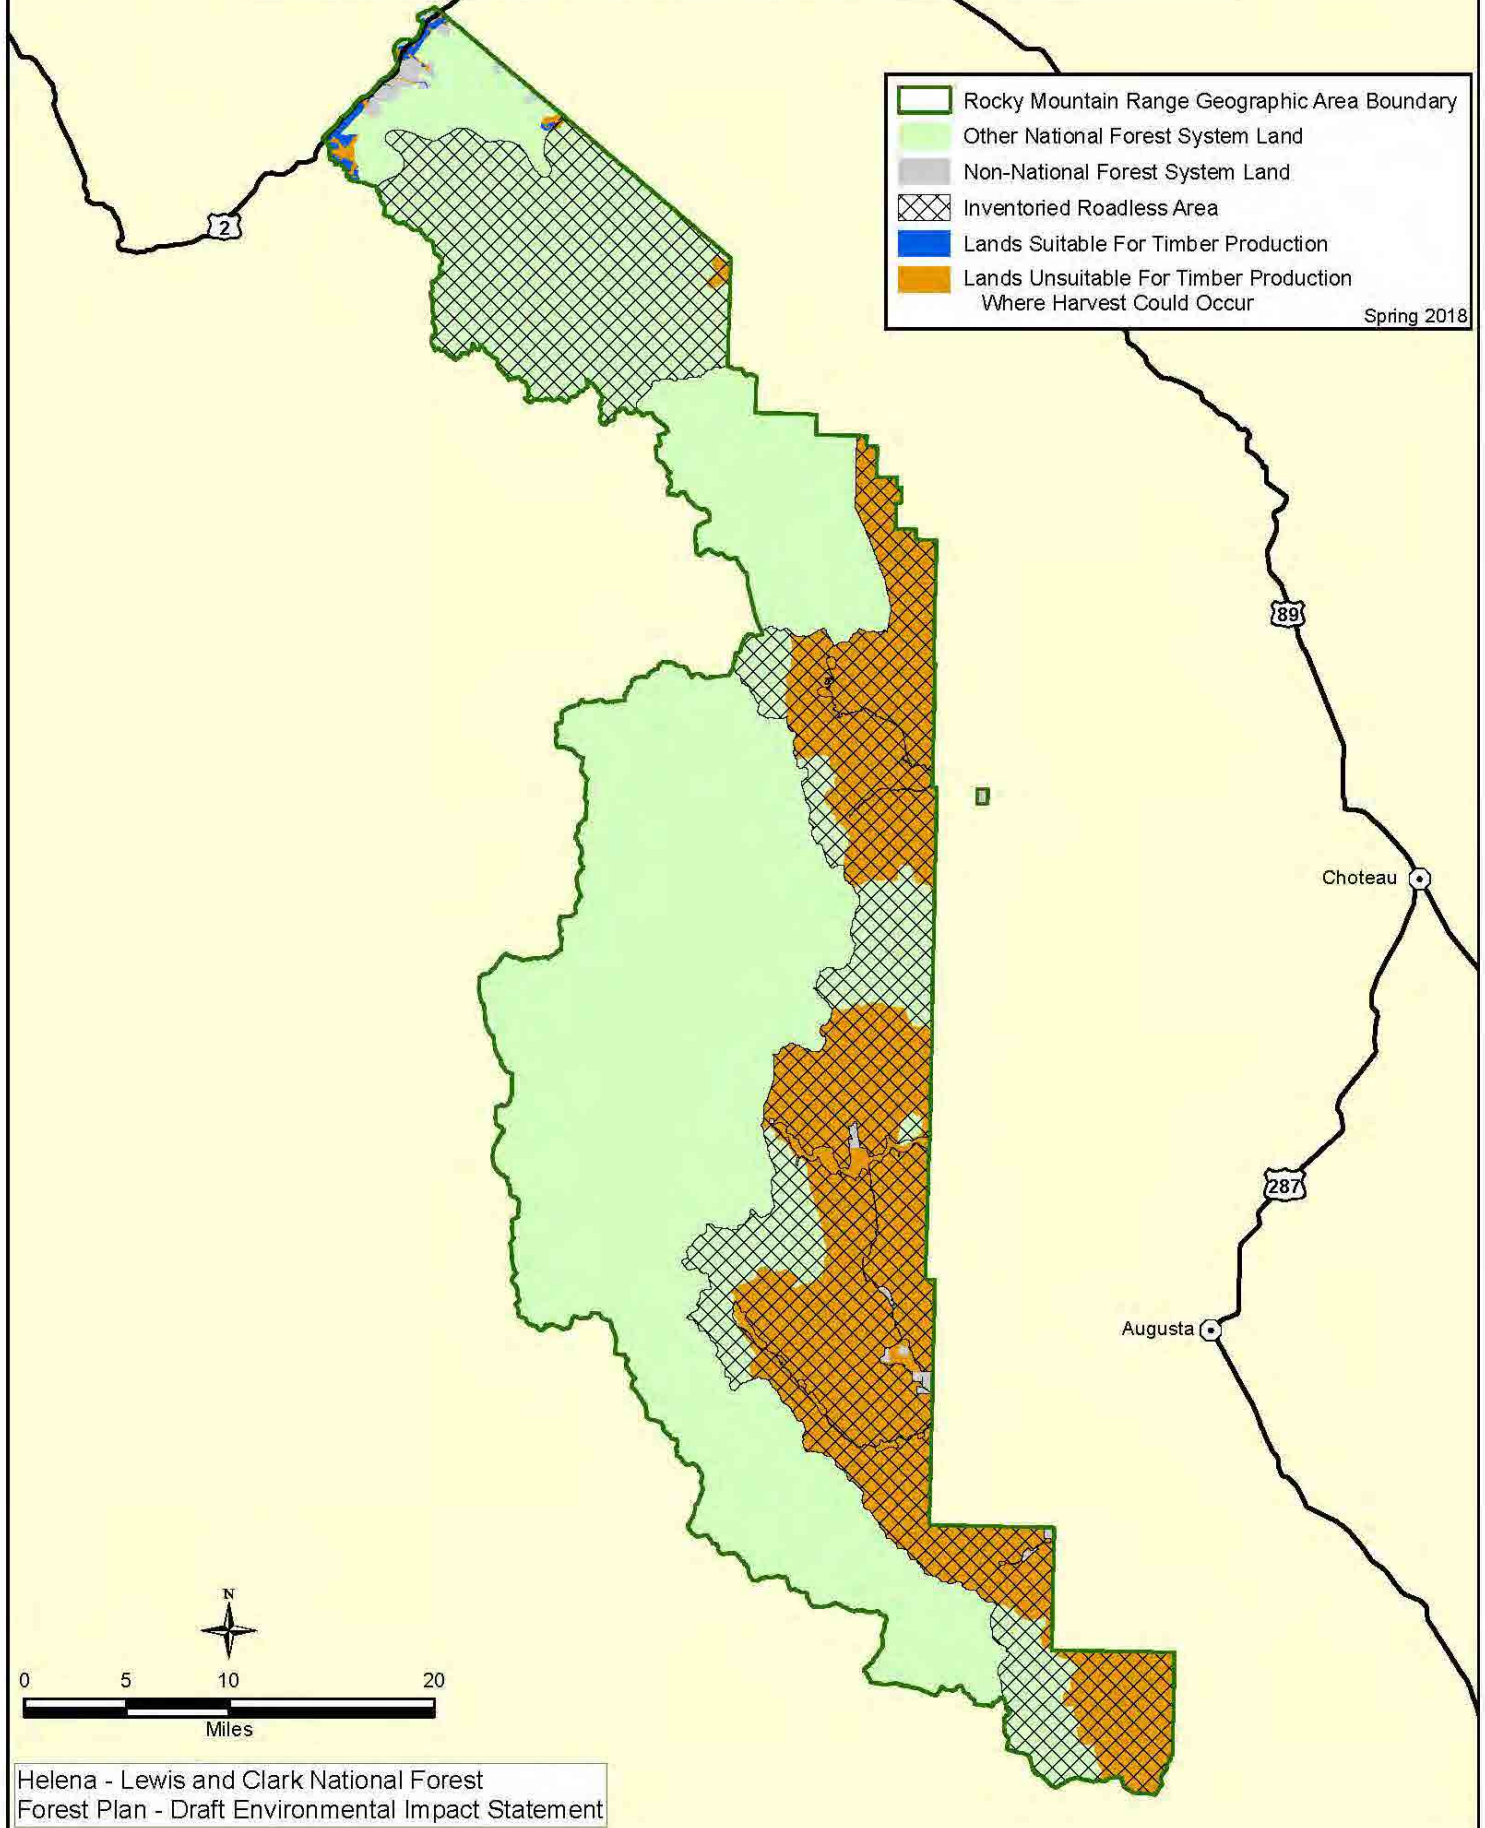 Rocky Mountain Range Geographic Area Boundary
Other National Forest System Land
Non-National Forest System Land
Inventoried Roadless Area
Lands Suitable For Timber Production
Lands Unsuitable For Timber Production
Where Harvest Could Occur
Spring 2018
2
89
Choteau
287
Augusta
N
0 5 10 20
Miles
Helena - Lewis and Clark National Forest
Forest Plan - Draft Environmental Impact Statement